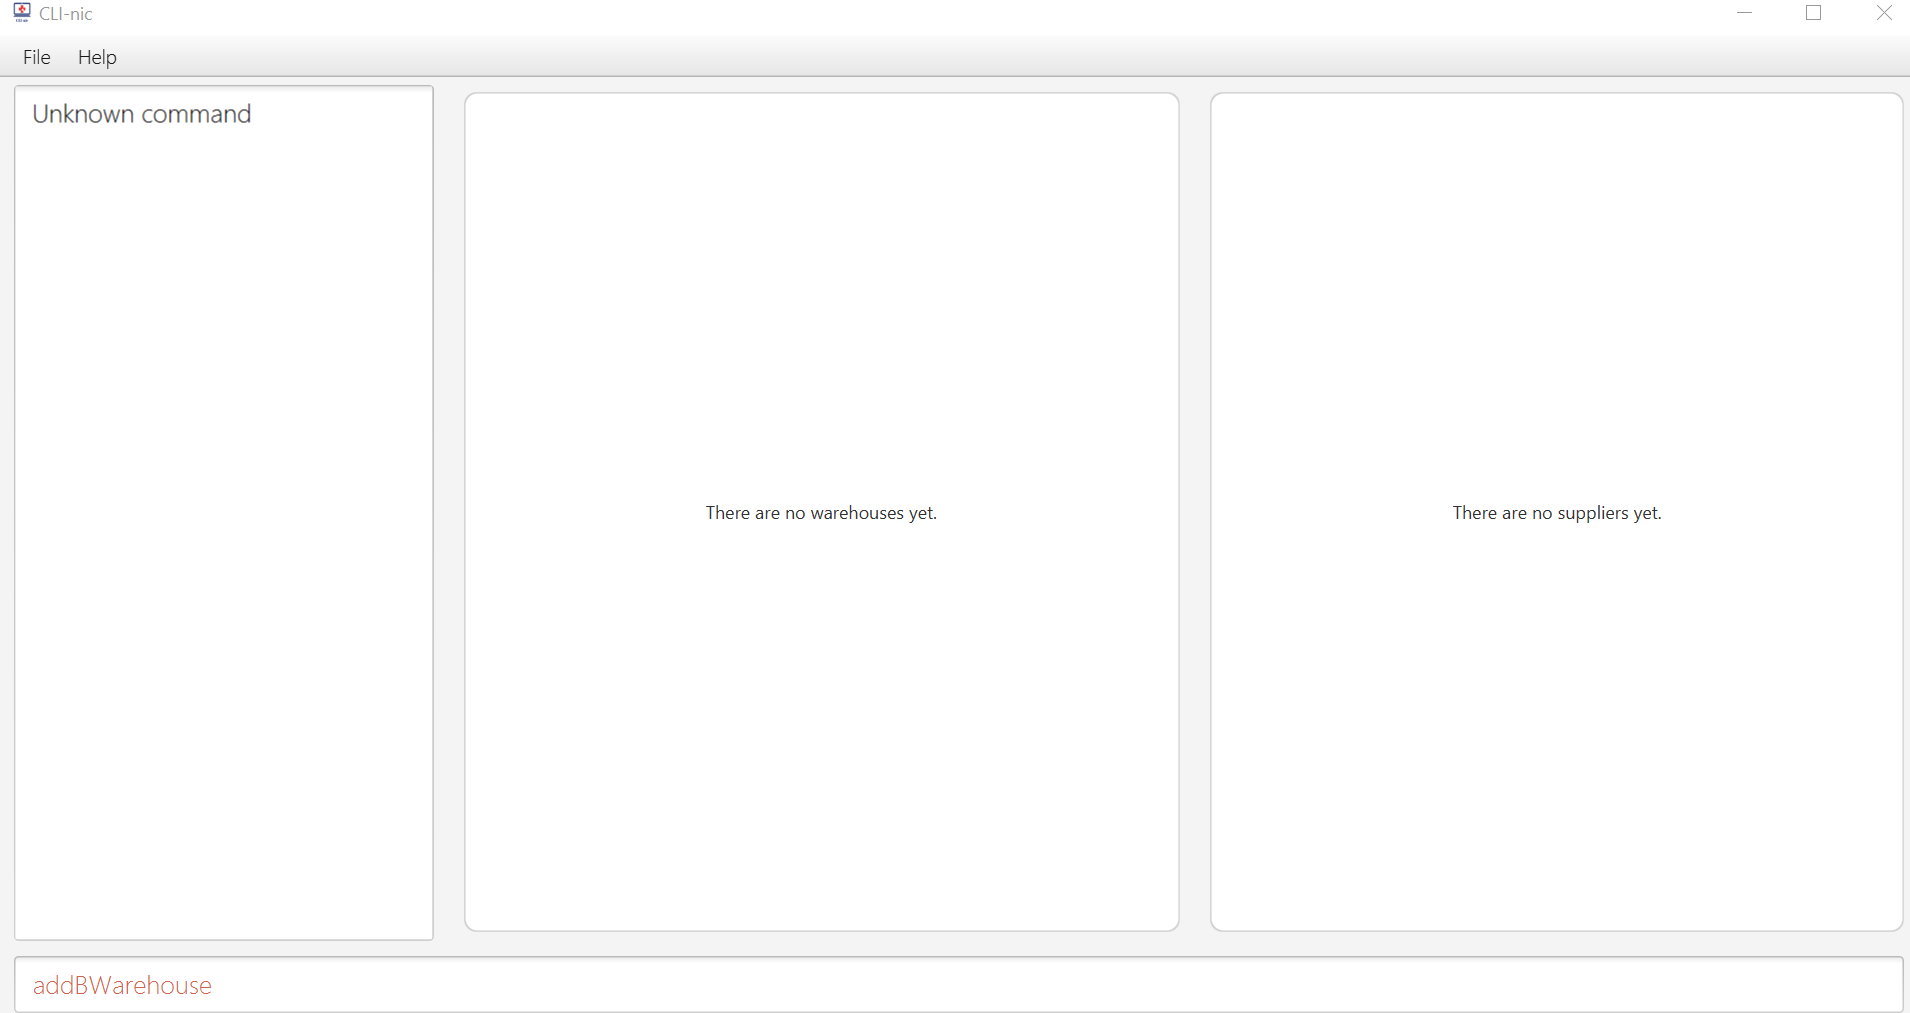 CLI-nic
File Help
Unknown command
There are no warehouses yet.
There are no suppliers yet.
addBWarehouse